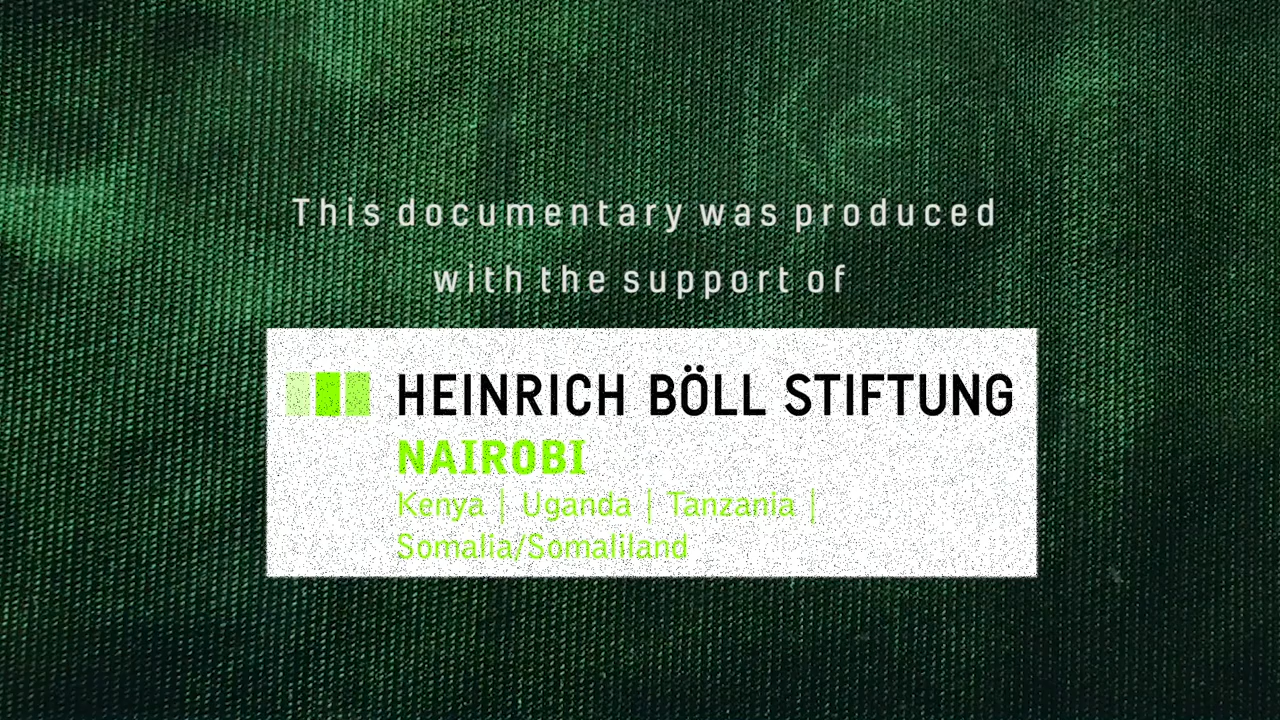 This documentary was produced
with the support of
HEINRICH BÖLL STIFTUNG
NAIROBI
Kenya | Uganda | Tanzania |
Somalia/Somaliland